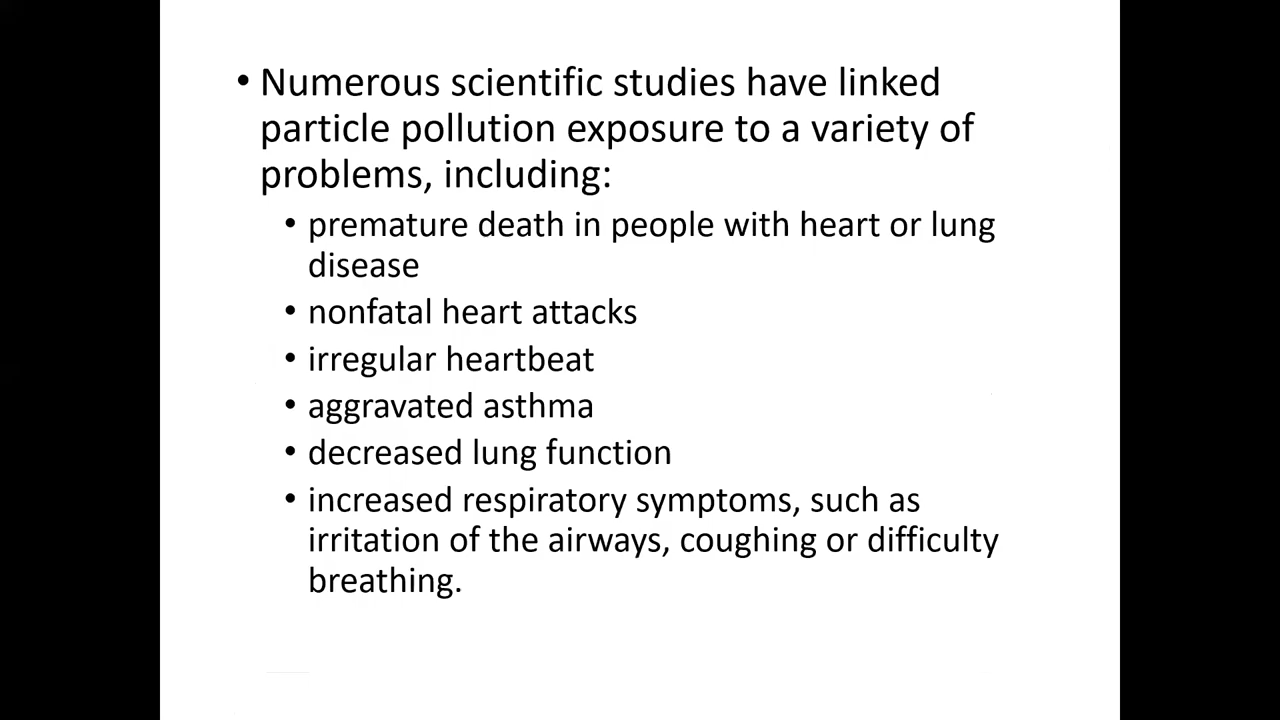 • Numerous scientific studies have linked
particle pollution exposure to a variety of
problems, including:
• premature death in people with heart or lung
disease
• nonfatal heart attacks
• irregular heartbeat
• aggravated asthma
• decreased lung function
• increased respiratory symptoms, such as
irritation of the airways, coughing or difficulty
breathing.